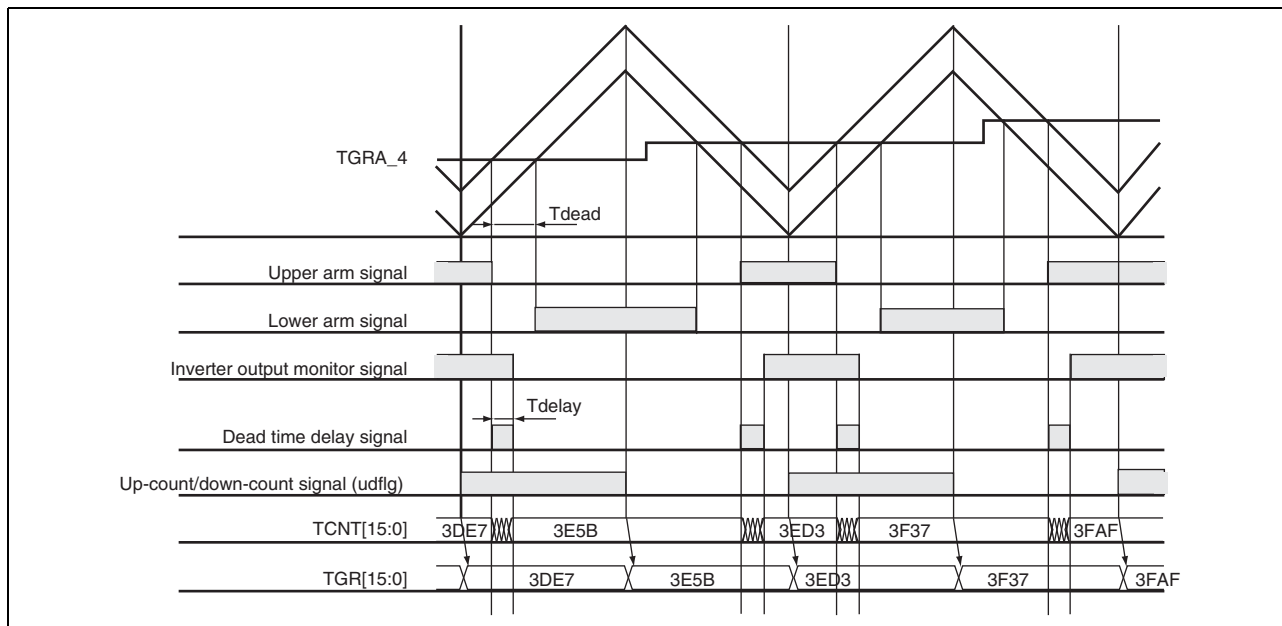 TGRA_4
Tdead
Upper arm signal
Lower arm signal
Inverter output monitor signal
Tdelay
Dead time delay signal
Up-count/down-count signal (udflg)
TCNT[15:0] 3DE7 3E5B 3ED3 3F37 3FAF
TGR[15:0] 3DE7 3E5B 3ED3 3F37 3FAF